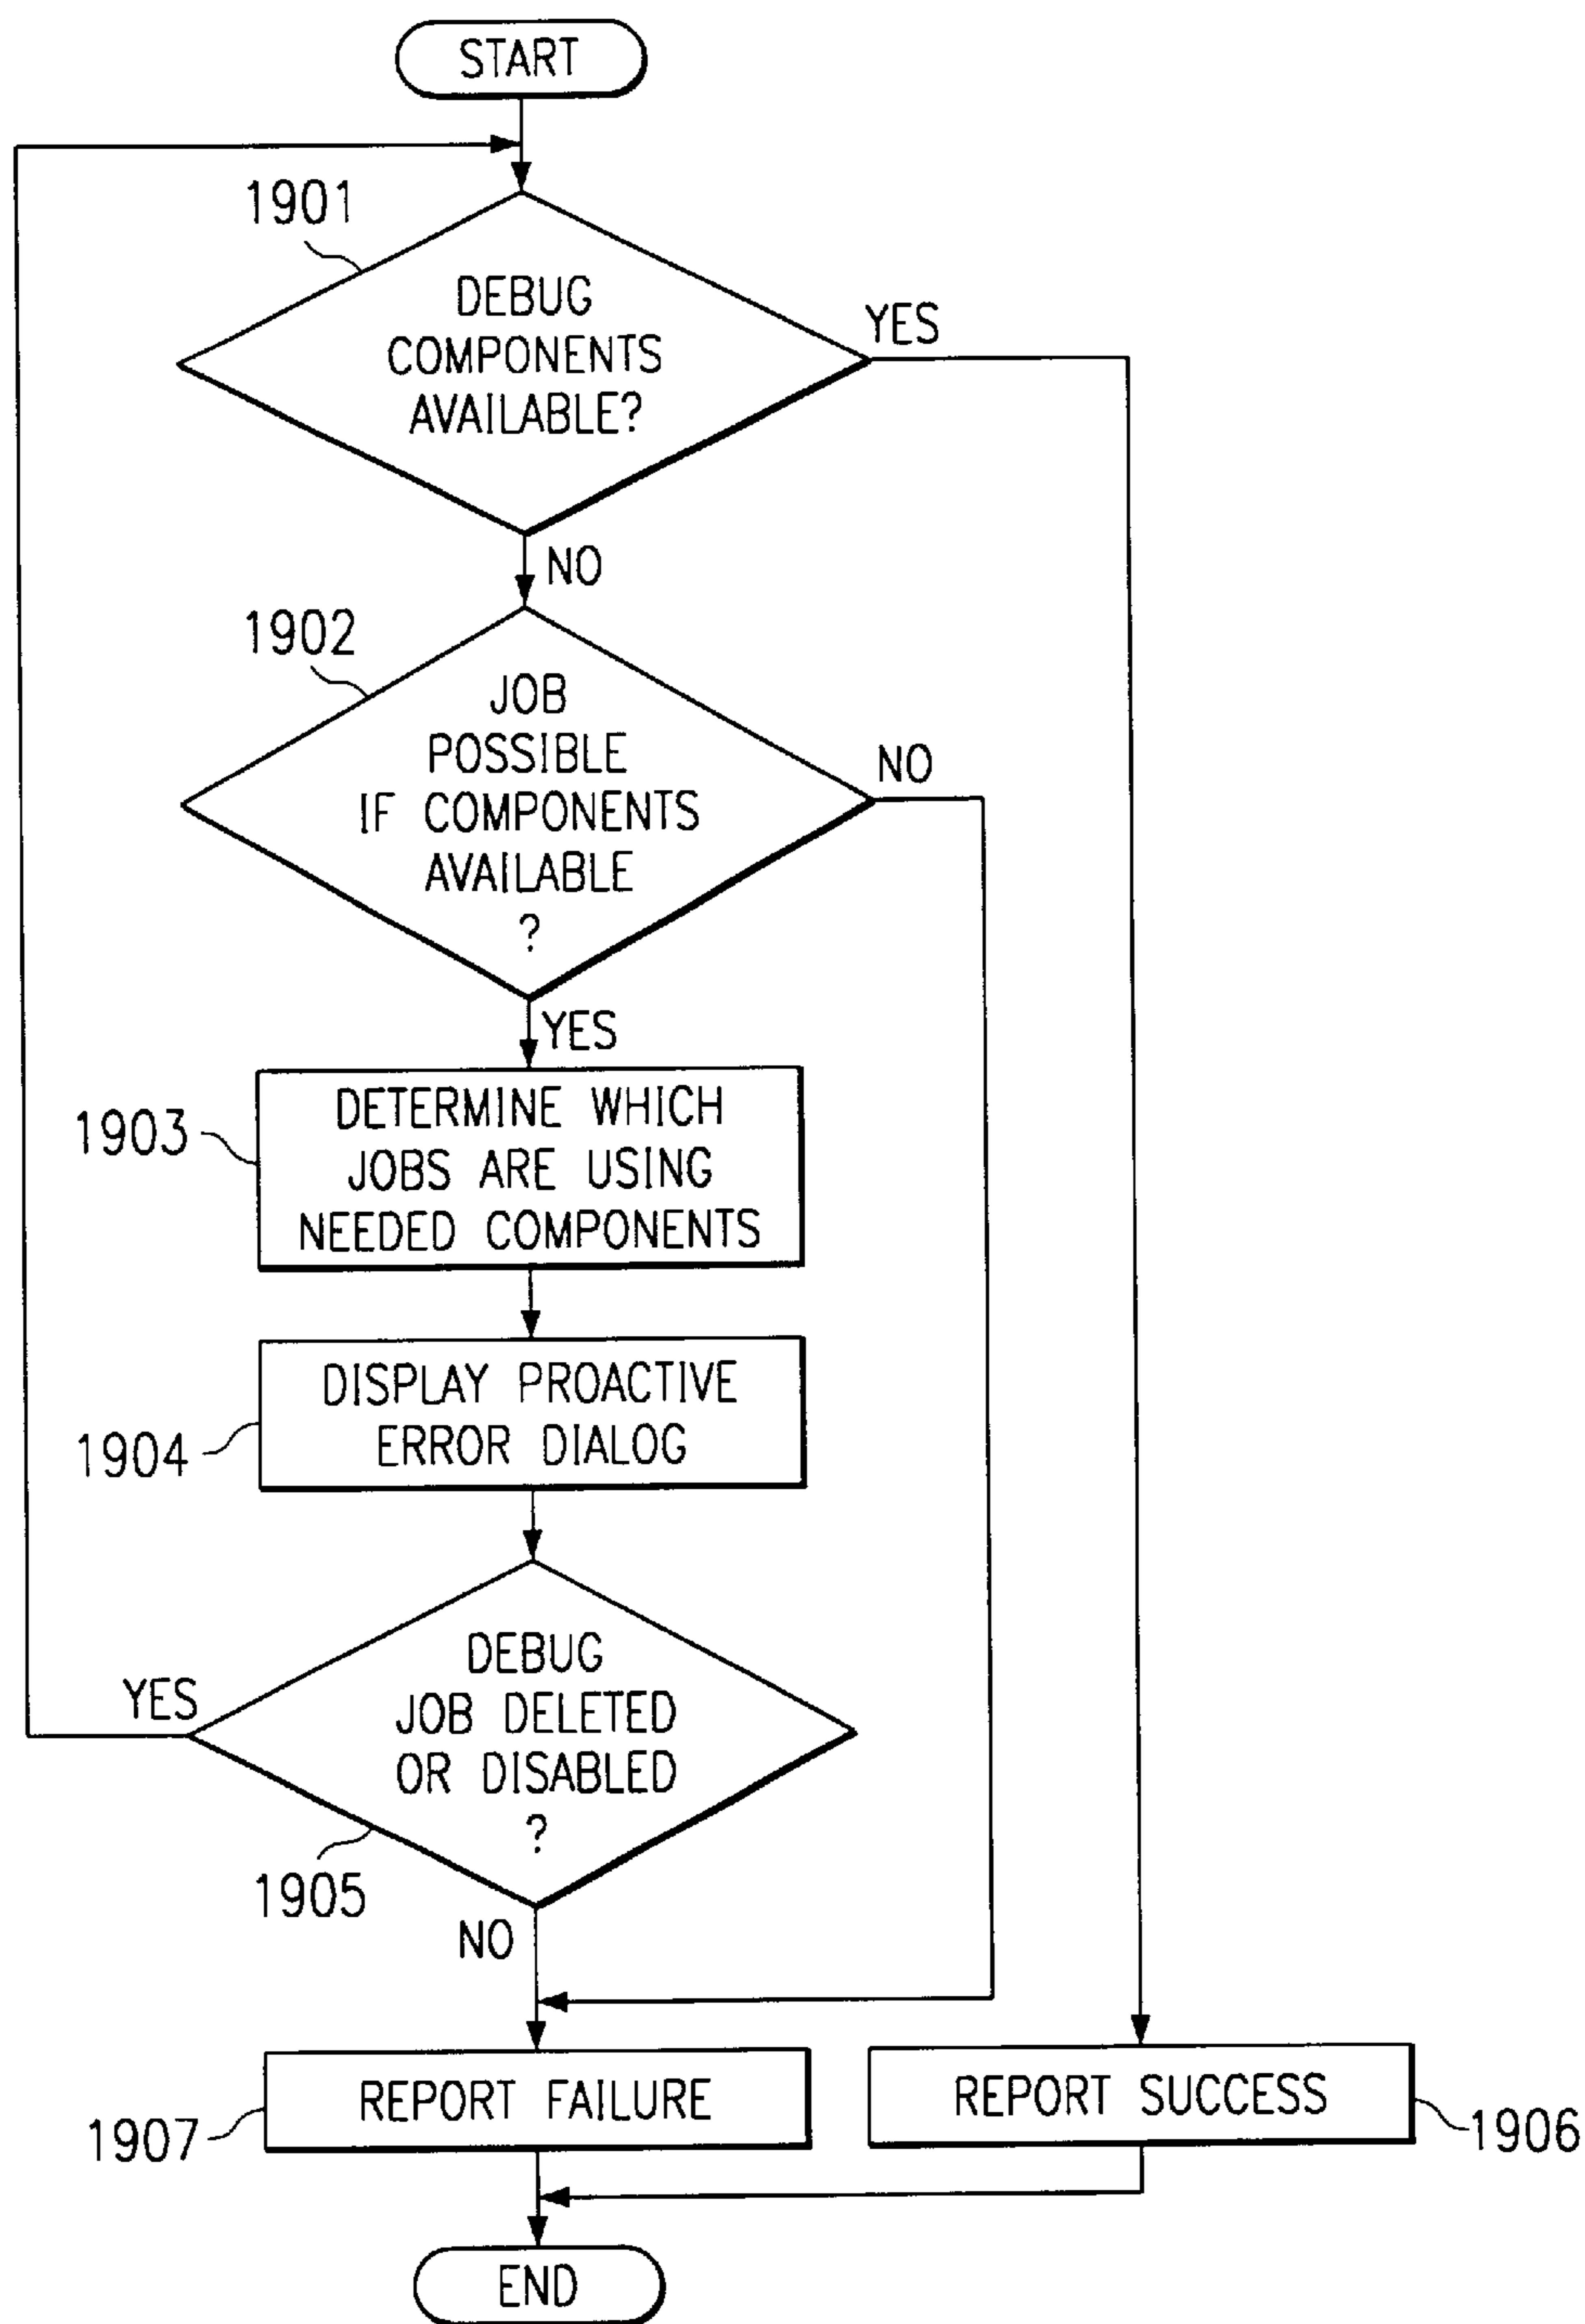 START
1901
DEBUG
COMPONENTS
AVAILABLE?
YES
NO
1902
JOB
POSSIBLE
IF COMPONENTS
AVAILABLE
?
NO
YES
1903
DETERMINE WHICH
JOBS ARE USING
NEEDED COMPONENTS
1904
DISPLAY PROACTIVE
ERROR DIALOG
YES
DEBUG
JOB DELETED
OR DISABLED
?
1905
NO
REPORT FAILURE
1907
REPORT SUCCESS
1906
END